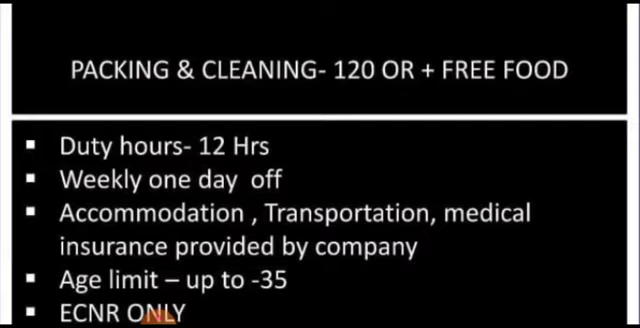 PACKING & CLEANING- 120 OR + FREE FOOD
▪ Duty hours- 12 Hrs
▪ Weekly one day off
▪ Accommodation , Transportation, medical
insurance provided by company
▪ Age limit – up to -35
▪ ECNR ONLY